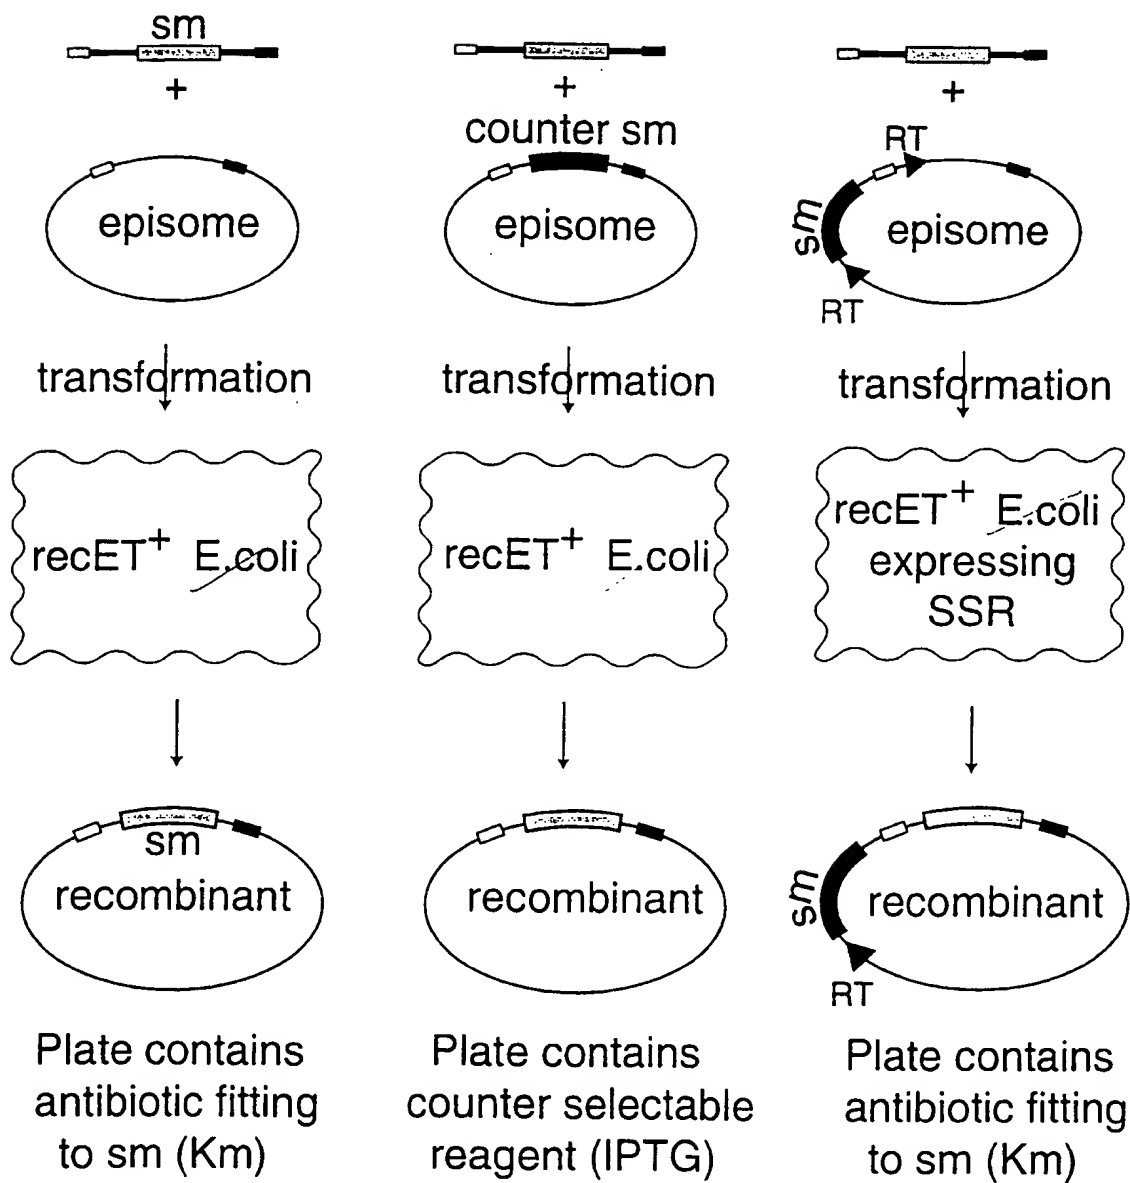 sm
+
episome
transformation
recET+ E.coli
sm
recombinant
Plate contains
antibiotic fitting
to sm (Km)
+
counter sm
episome
transformation
recET+ E.coli
recombinant
Plate contains
counter selectable
reagent (IPTG)
+
RT
sm
episome
RT
transformation
recET+ E.coli
expressing
SSR
sm
recombinant
RT
Plate contains
antibiotic fitting
to sm (Km)